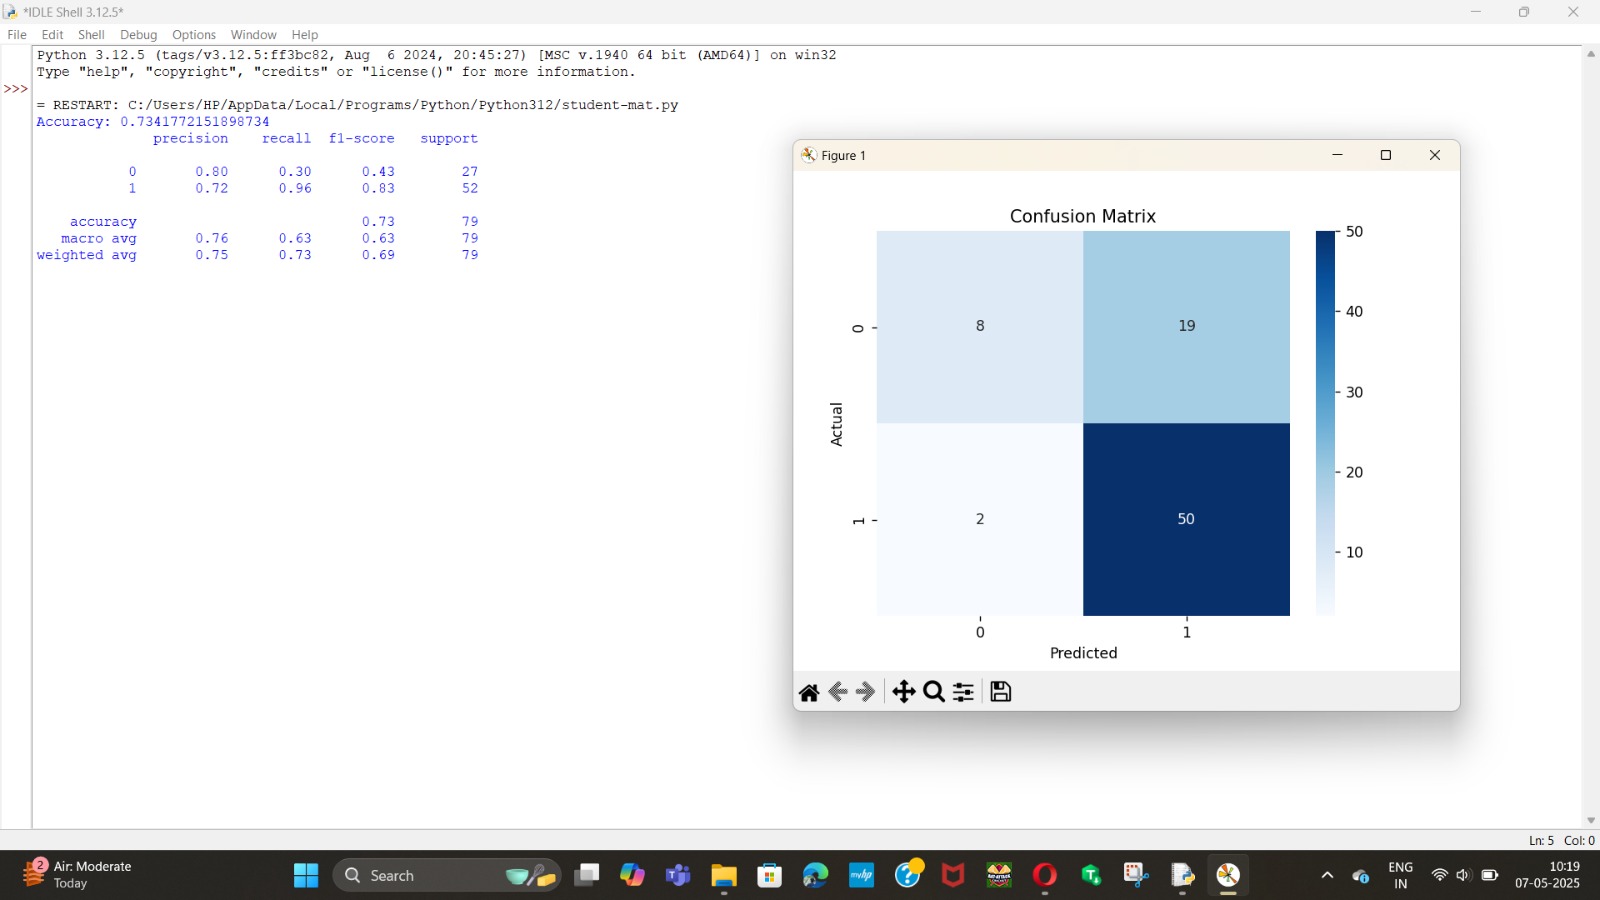 *IDLE Shell 3.12.5*
File Edit Shell Debug Options Window Help
Python 3.12.5 (tags/v3.12.5:ff3bc82, Aug  6 2024, 20:45:27) [MSC v.1940 64 bit (AMD64)] on win32
Type "help", "copyright", "credits" or "license()" for more information.
>>>
= RESTART: C:/Users/HP/AppData/Local/Programs/Python/Python312/student-mat.py
Accuracy: 0.7341772151898734
precision recall f1-score support
0 0.80 0.30 0.43 27
1 0.72 0.96 0.83 52
accuracy 0.73 79
macro avg 0.76 0.63 0.63 79
weighted avg 0.75 0.73 0.69 79
Figure 1
Confusion Matrix
50
40
30
20
10
8 19
2 50
0
1
Actual
0 1
Predicted
Ln: 5 Col: 0
2
Air: Moderate
Today
Search
myhp
ENG
IN
10:19
07-05-2025